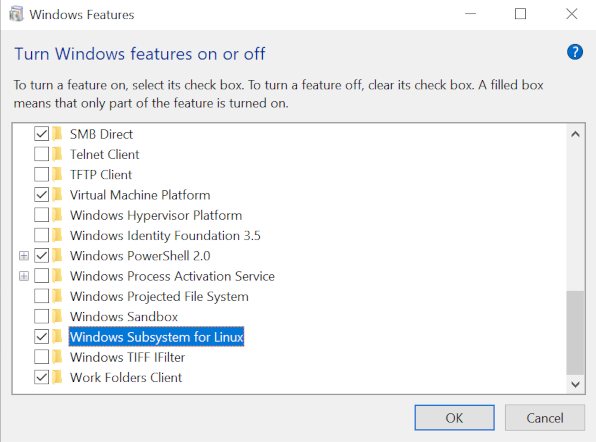 Windows Features
Turn Windows features on or off
?
To turn a feature on, select its check box. To turn a feature off, clear its check box. A filled box
means that only part of the feature is turned on.
SMB Direct
Telnet Client
TFTP Client
Virtual Machine Platform
Windows Hypervisor Platform
Windows Identity Foundation 3.5
Windows PowerShell 2.0
Windows Process Activation Service
Windows Projected File System
Windows Sandbox
Windows Subsystem for Linux
Windows TIFF IFilter
Work Folders Client
OK Cancel